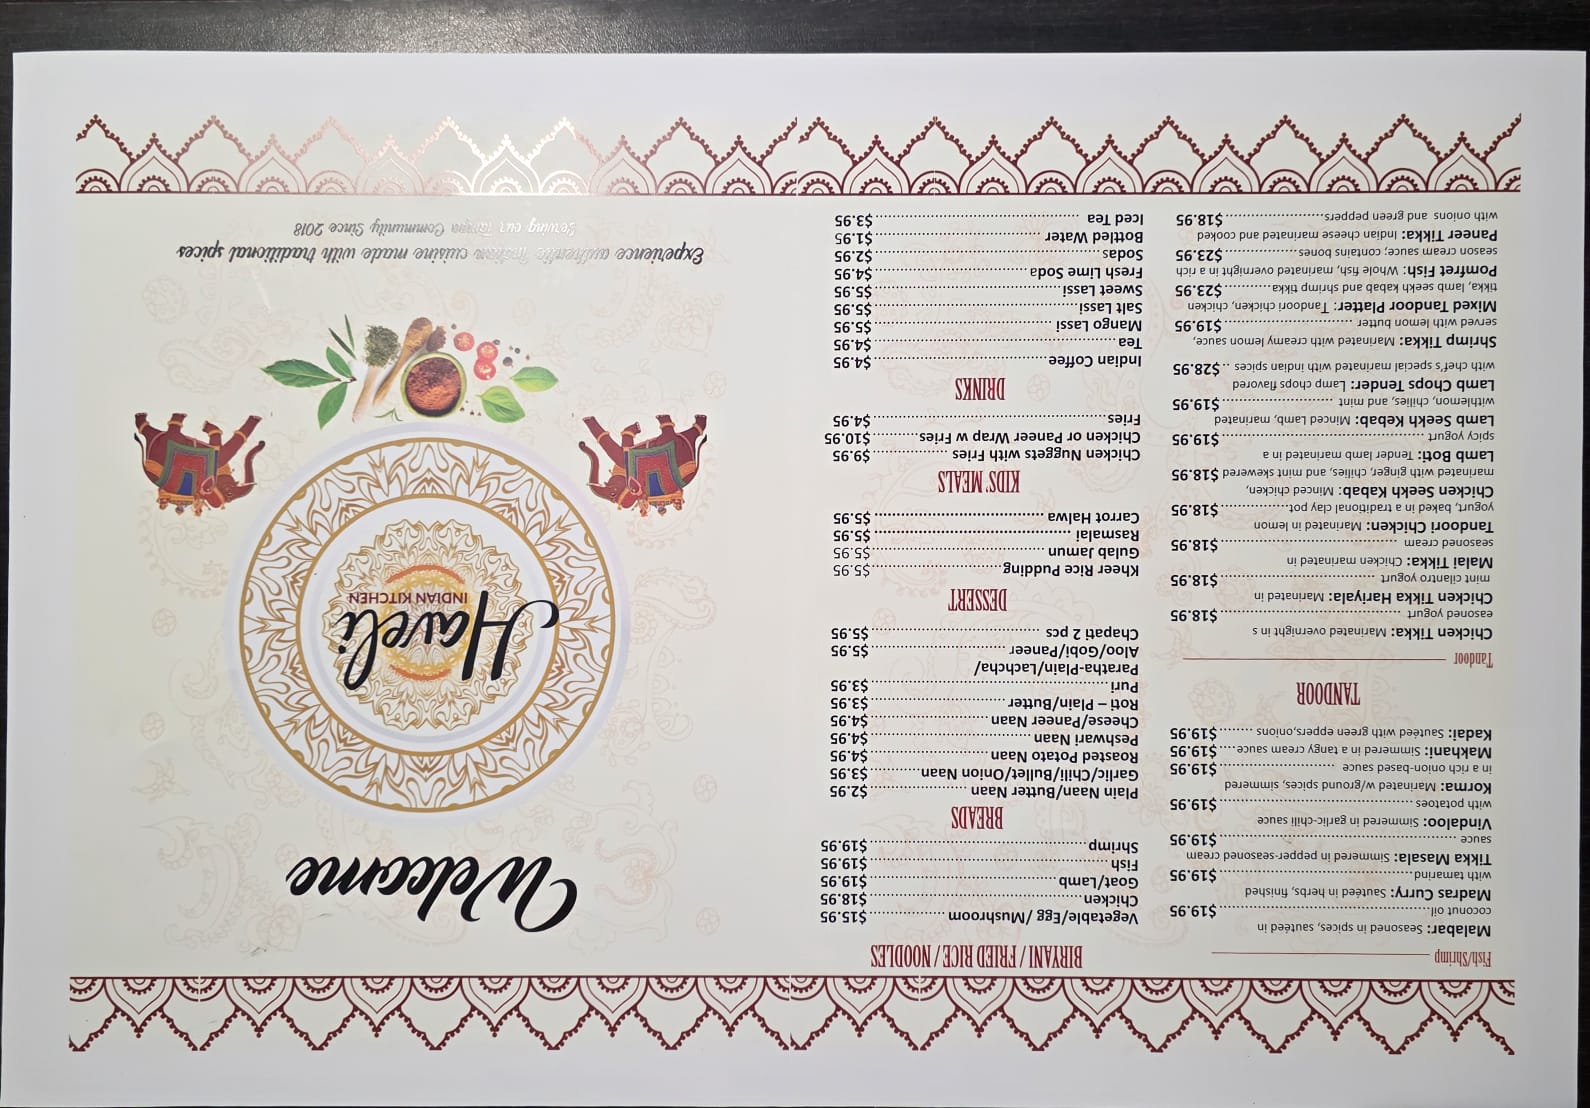 Fish/Shrimp
Malabar: Seasoned in spices, sautéed in
coconut oil...................................................$19.95
Madras Curry: Sautéed in herbs, finished
with tamarind...............................................$19.95
Tikka Masala: Simmered in pepper-seasoned cream
sauce ..........................................................$19.95
Vindaloo: Simmered in garlic-chili sauce
with potatoes ...............................................$19.95
Korma: Marinated w/ground spices, simmered
in a rich onion-based sauce ............................$19.95
Makhani: Simmered in a tangy cream sauce....$19.95
Kadai: Sautéed with green eppers,onions ........$19.95
TANDOOR
Tandoor
Chicken Tikka: Marinated overnight in s
easoned yogurt ............................................$18.95
Chicken Tikka Hariyala: Marinated in
mint cilantro yogurt ......................................$18.95
Malai Tikka: Chicken marinated in
seasoned cream ............................................$18.95
Tandoori Chicken: Marinated in lemon
yogurt, baked in a traditional clay pot................$18.95
Chicken Seekh Kabab: Minced chicken,
marinated with ginger, chilies, and mint skewered $18.95
Lamb Boti: Tender lamb marinated in a
spicy yogurt .................................................$19.95
Lamb Seekh Kebab: Minced Lamb, marinated
withlemon, chilies, and mint ...........................$19.95
Lamb Chops Tender: Lamp chops flavored
with chef's special marinated with indian spices ..$28.95
Shrimp Tikka: Marinated with creamy lemon sauce,
served with lemon butter ................................$19.95
Mixed Tandoor Platter: Tandoori chicken, chicken
tikka, lamb seekh kabab and shrimp tikka...........$23.95
Pomfret Fish: Whole fish, marinated overnight in a rich
season cream sauce; contains bones..................$23.95
Paneer Tikka: Indian cheese marinated and cooked
with onions and green peppers.........................$18.95
BIRYANI / FRIED RICE / NOODLES
Vegetable/Egg /Mushroom ..................$15.95
Chicken...................................................$18.95
Goat/Lamb.............................................$19.95
Fish .........................................................$19.95
Shrimp....................................................$19.95
BREADS
Plain Naan/Butter Naan .......................$2.95
Garlic/Chili/Bullet/Onion Naan............$3.95
Roasted Potato Naan.............................$4.95
Peshwari Naan .......................................$4.95
Cheese/Paneer Naan.............................$4.95
Roti – Plain/Butter.................................$3.95
Puri..........................................................$3.95
Paratha-Plain/Lachcha/
Aloo/Gobi/Paneer .................................$5.95
Chapati 2 pcs .........................................$5.95
DESSERT
Kheer Rice Pudding...............................$5.95
Gulab Jamun .........................................$5.95
Rasmalai ................................................$5.95
Carrot Halwa .........................................$5.95
KIDS' MEALS
Chicken Nuggets with Fries ..................$9.95
Chicken or Paneer Wrap w Fries...........$10.95
Fries........................................................$4.95
DRINKS
Indian Coffee..........................................$4.95
Tea ..........................................................$4.95
Mango Lassi ...........................................$5.95
Salt Lassi.................................................$5.95
Sweet Lassi.............................................$5.95
Fresh Lime Soda.....................................$4.95
Sodas ......................................................$2.95
Bottled Water .........................................$1.95
Iced Tea ..................................................$3.95
Welcome
Haveli
INDIAN KITCHEN
Experience authentic Indian cuisine made with traditional spices
Serving our Tampa Community Since 2018